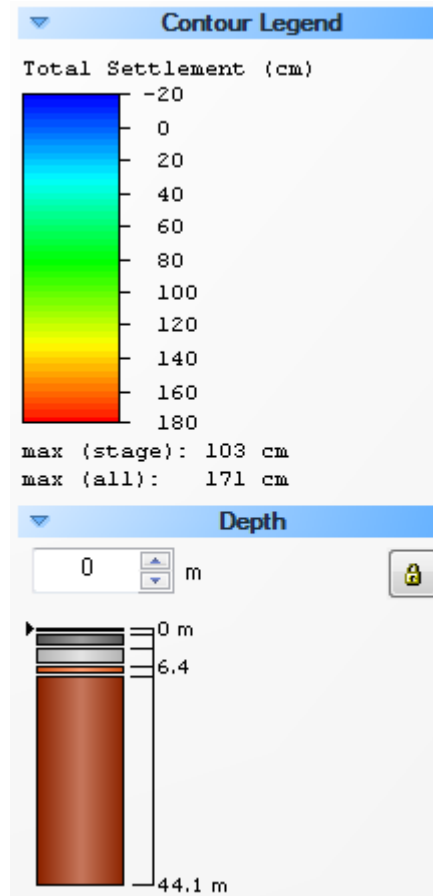 Contour Legend
Total Settlement (cm)
-20
0
20
40
60
80
100
120
140
160
180
max (stage): 103 cm
max (all): 171 cm
Depth
0 m
0 m
6.4
44.1 m